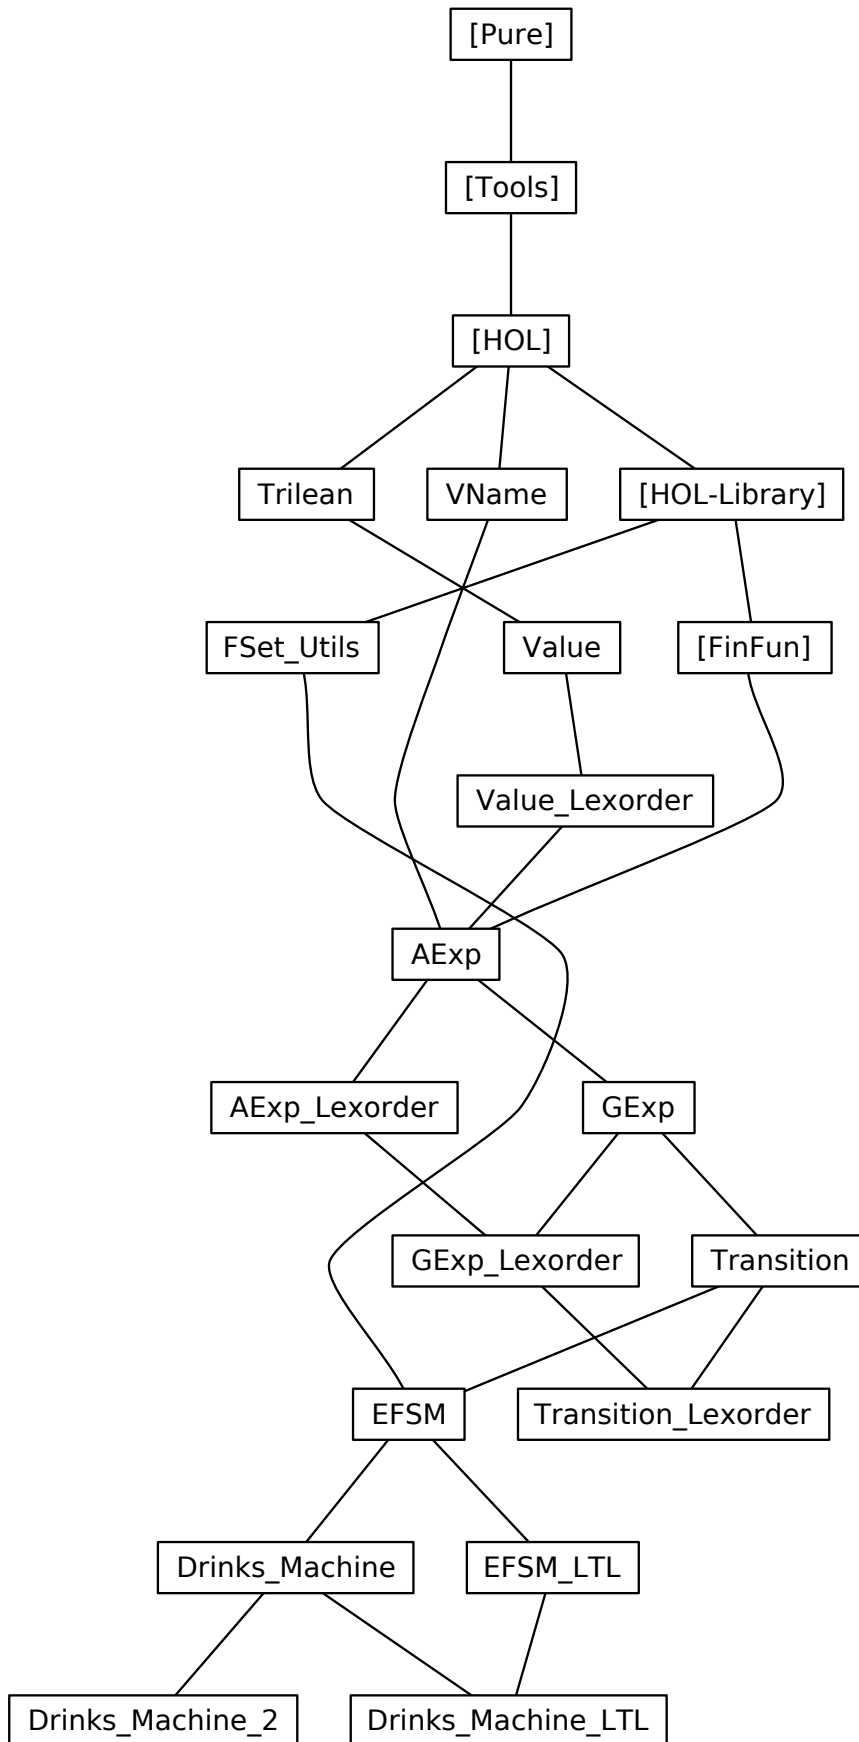 [Pure]
[Tools]
[HOL]
Trilean
VName
[HOL-Library]
FSet_Utils
Value
[FinFun]
Value_Lexorder
AExp
AExp_Lexorder
GExp
GExp_Lexorder
Transition
EFSM
Transition_Lexorder
Drinks_Machine
EFSM_LTL
Drinks_Machine_2
Drinks_Machine_LTL